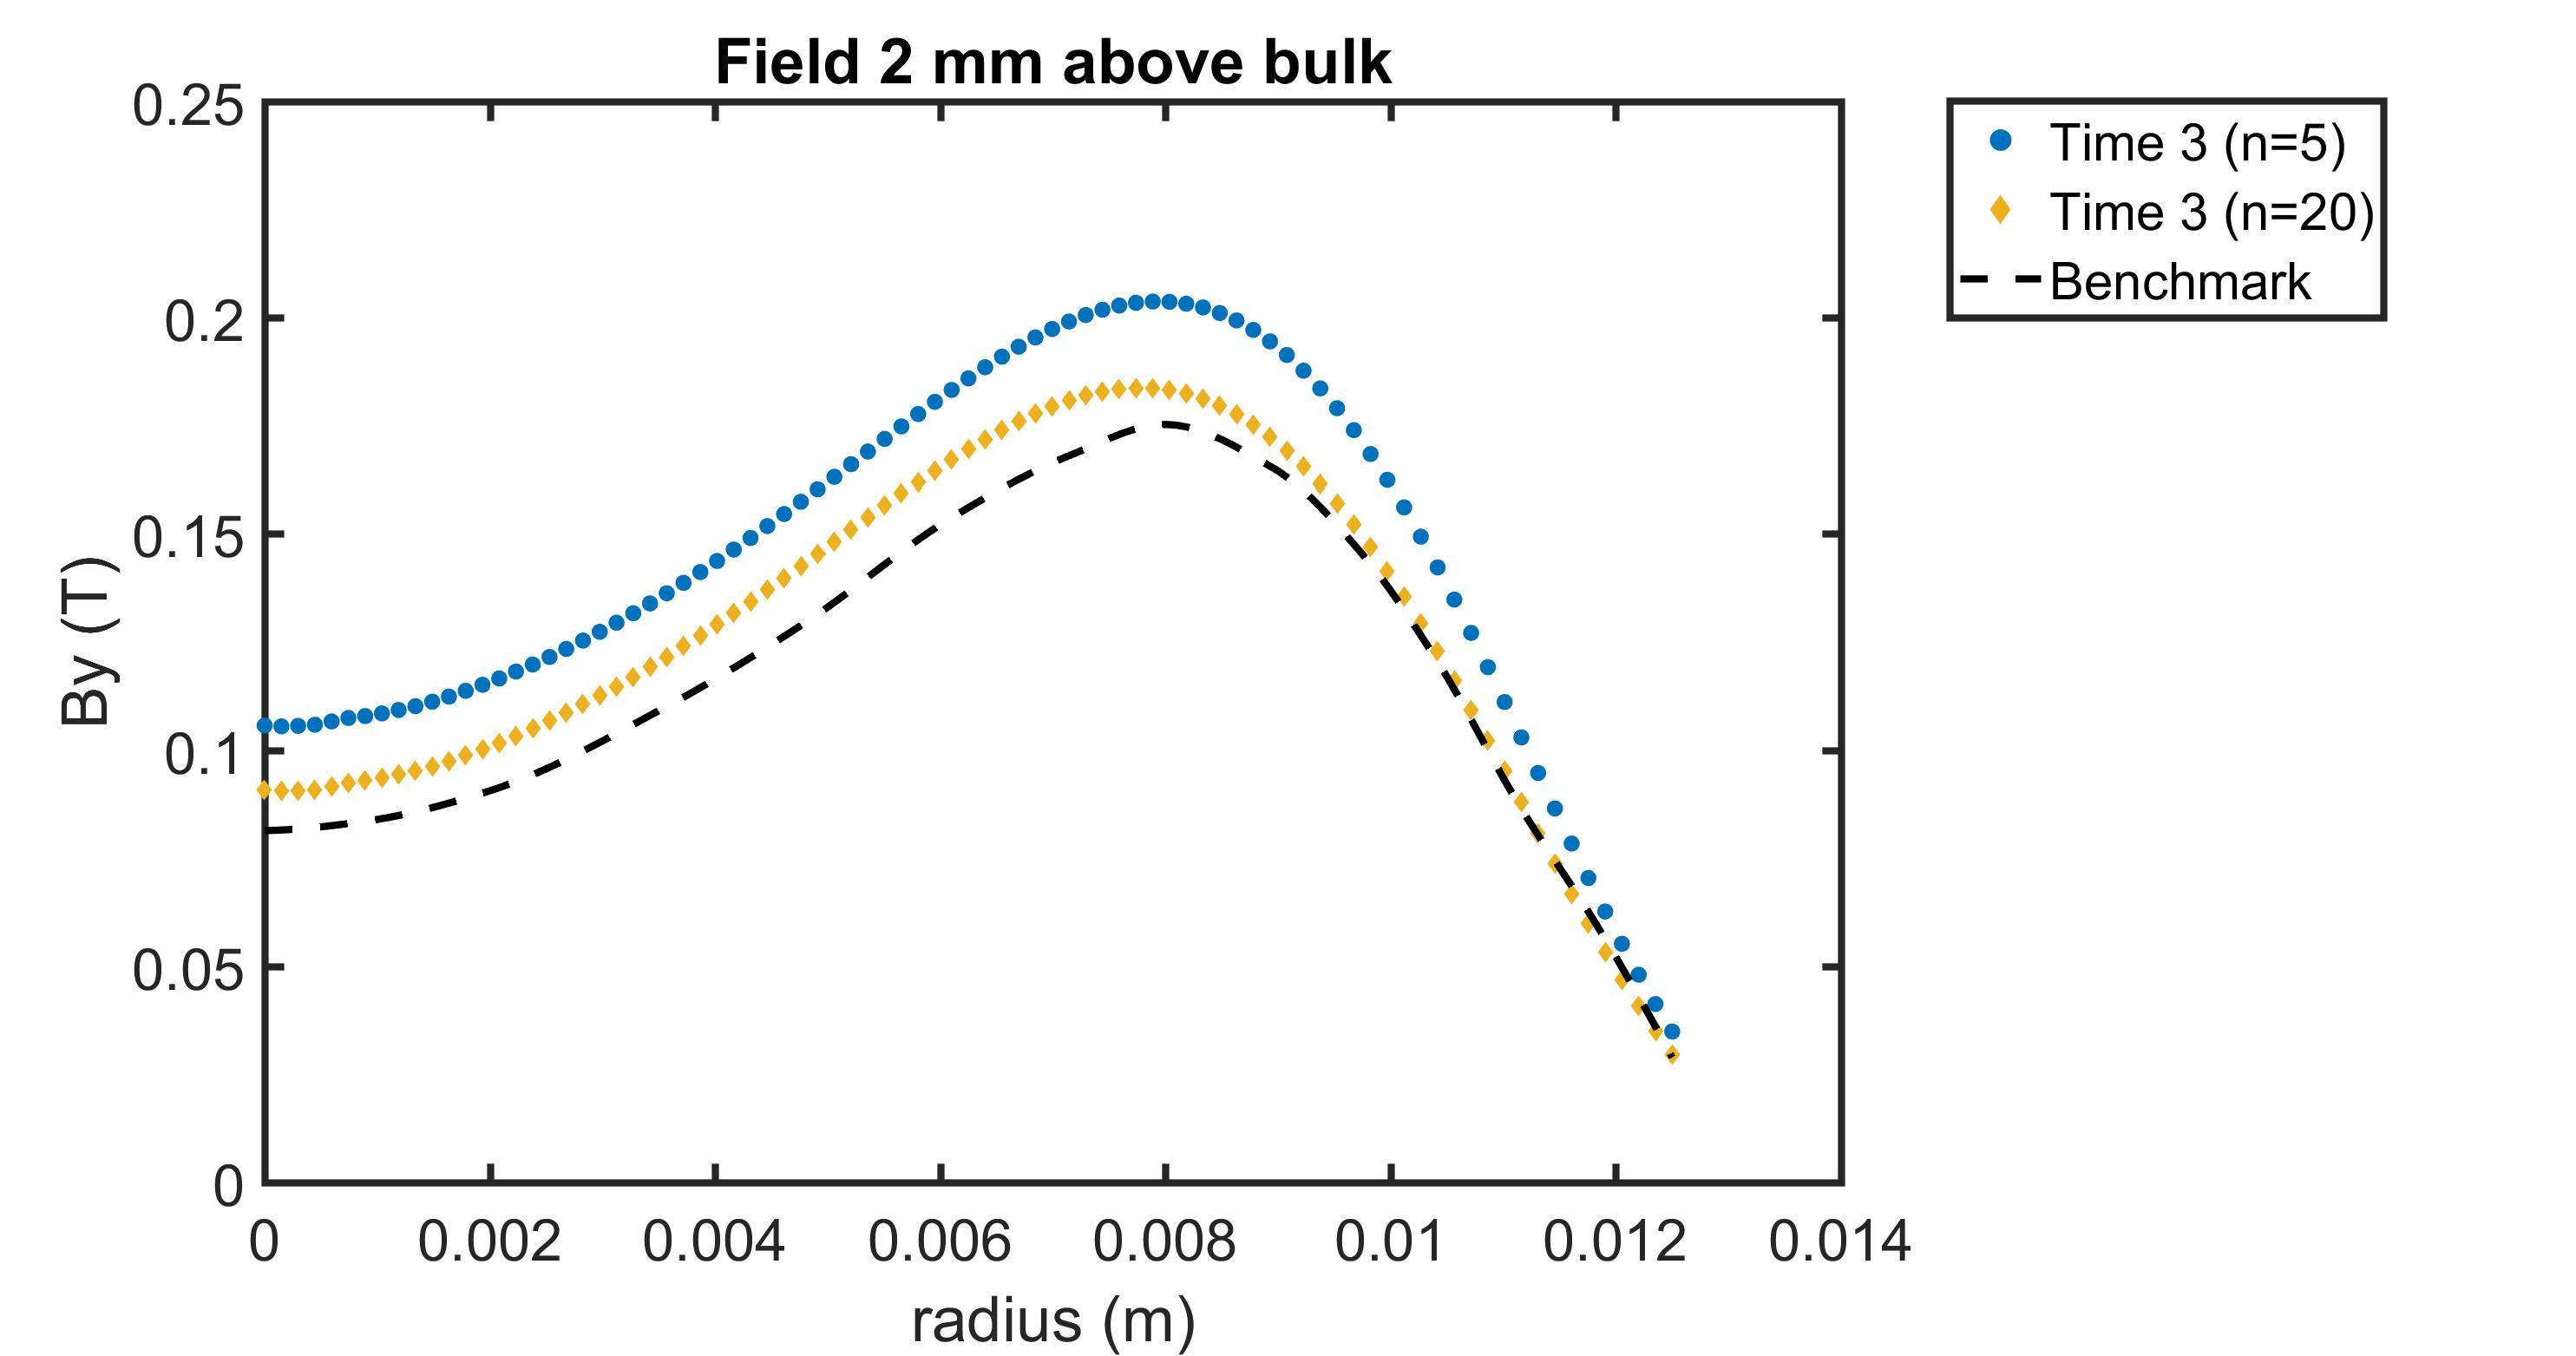 Field 2 mm above bulk
0.25
0.2
0.15
0.1
0.05
0
By (T)
0 0.002 0.004 0.006 0.008 0.01 0.012 0.014
radius (m)
Time 3 (n=5)
Time 3 (n=20)
Benchmark